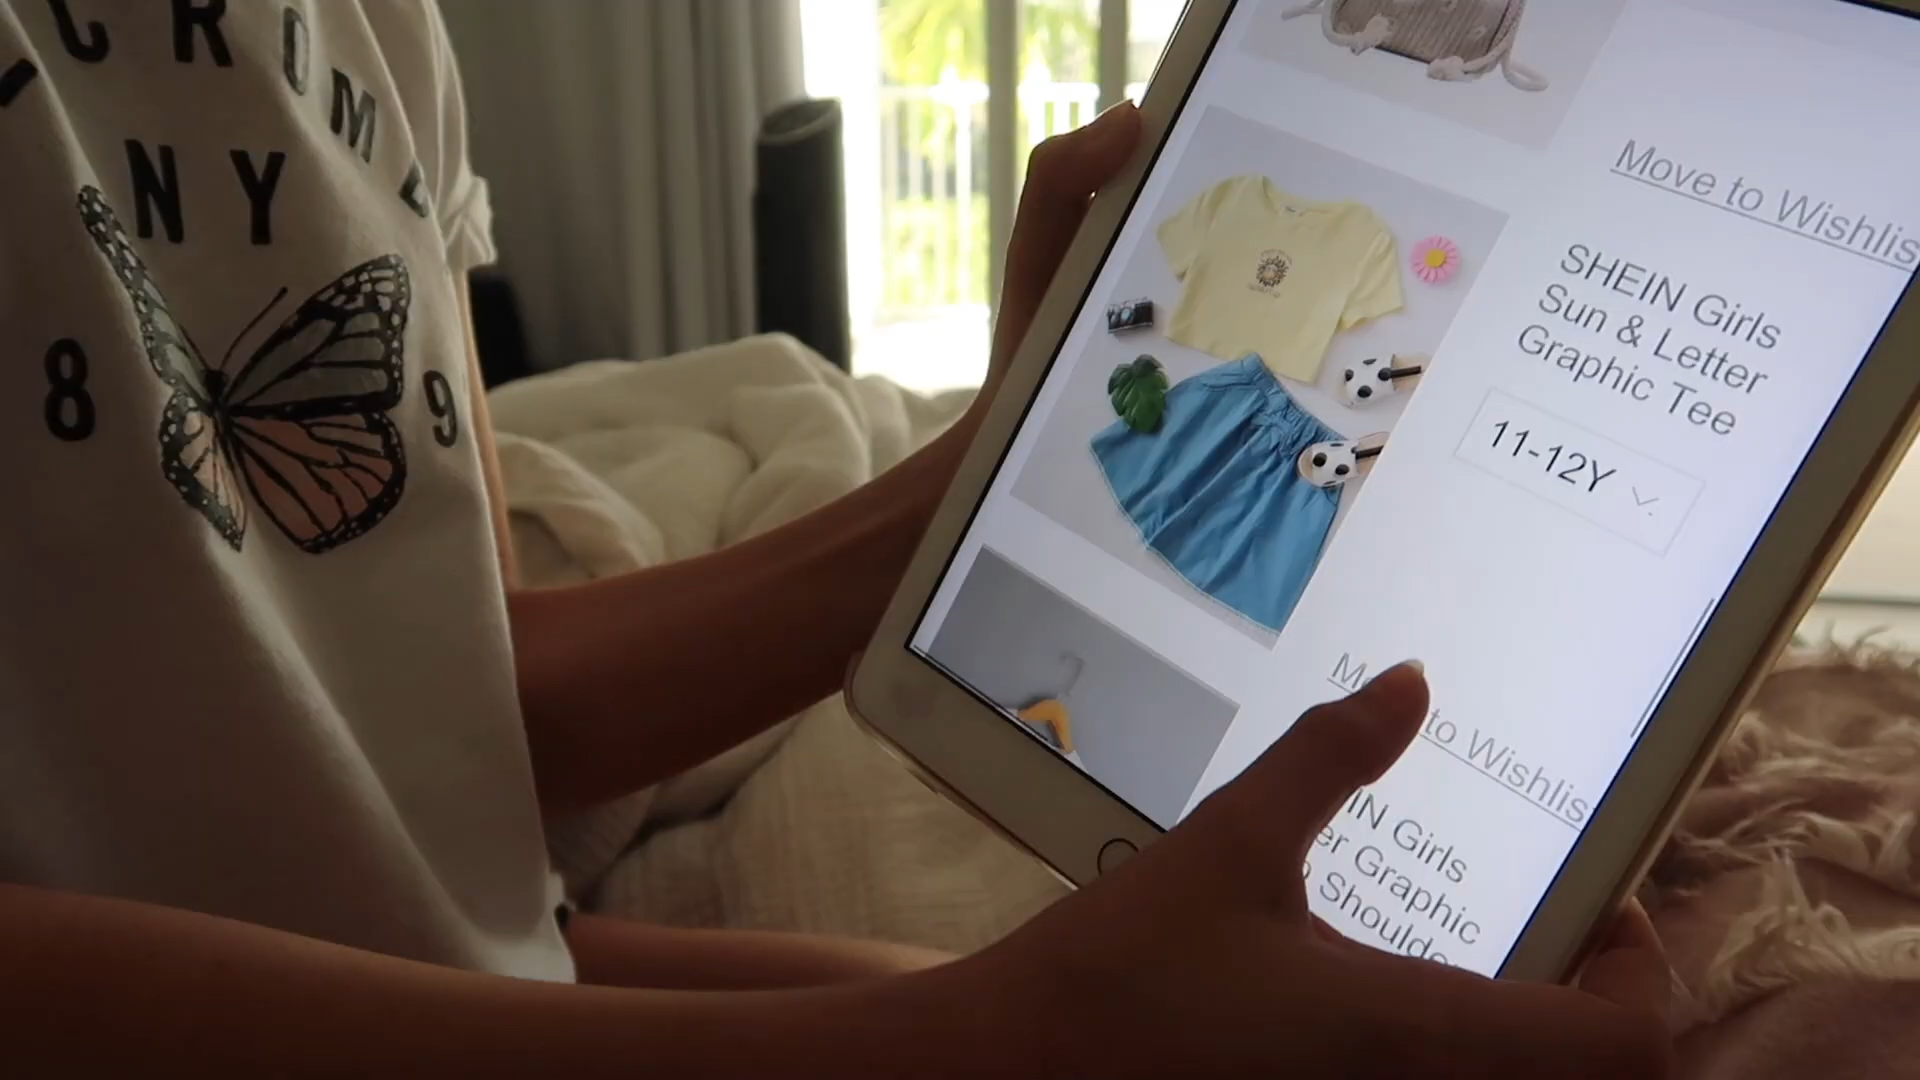 CROME
NY
8 9
Move to Wishlis
SHEIN Girls
Sun & Letter
Graphic Tee
11-12Y
to Wishlis
IN Girls
er Graphic
Shoulde